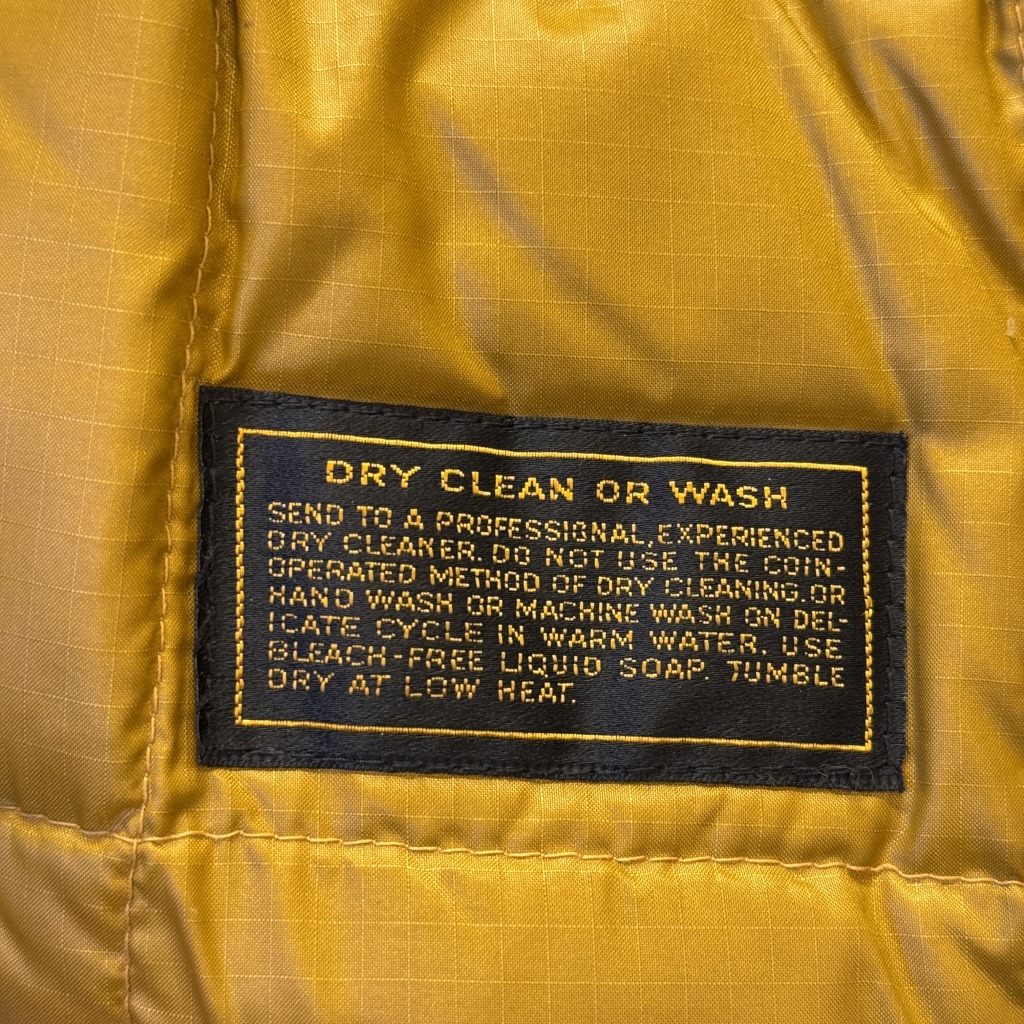 DRY CLEAN OR WASH
SEND TO A PROFESSIONAL, EXPERIENCED
DRY CLEANER. DO NOT USE THE COIN-
OPERATED METHOD OF DRY CLEANING. OR
HAND WASH OR MACHINE WASH ON DEL-
ICATE CYCLE IN WARM WATER. USE
BLEACH-FREE LIQUID SOAP. TUMBLE
DRY AT LOW HEAT.